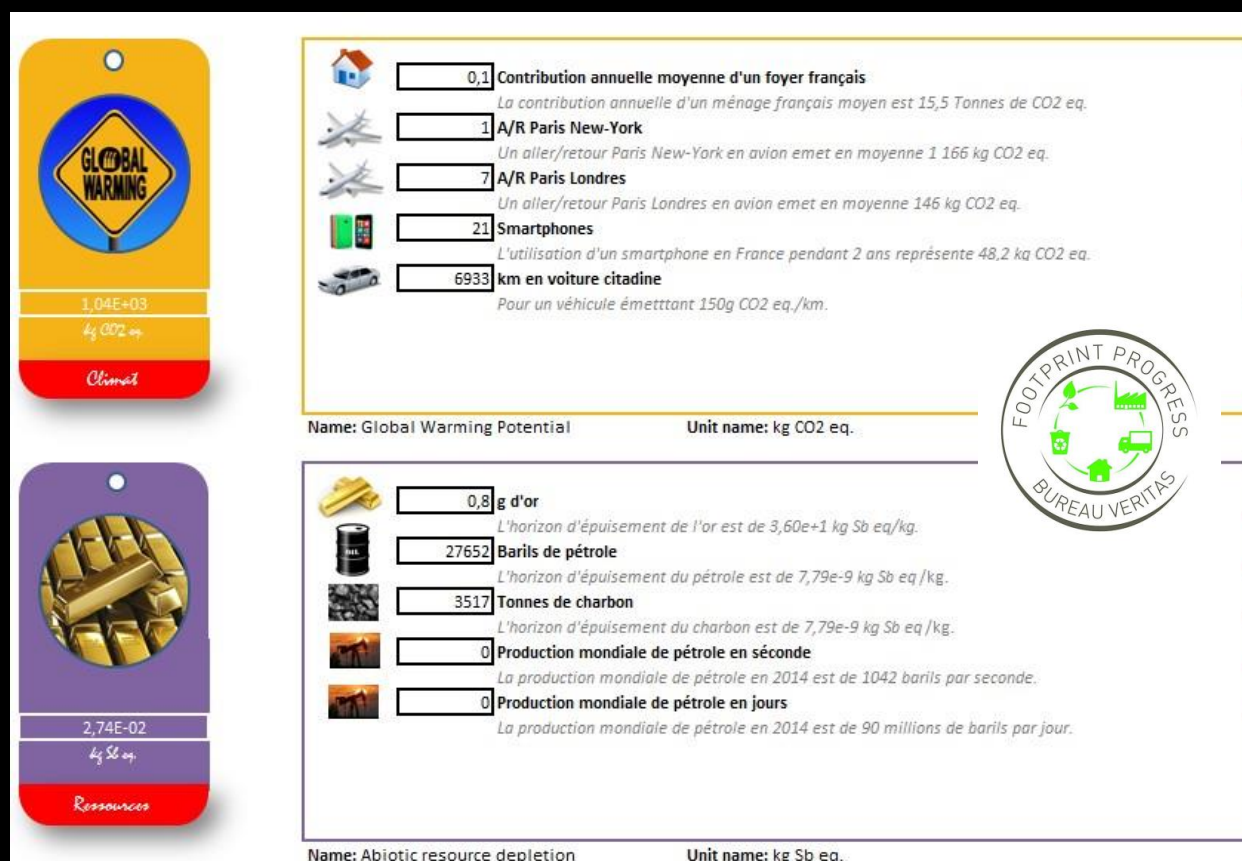 GLOBAL
WARMING
1,04E+03
kg CO2 eq.
Climat
0,1 Contribution annuelle moyenne d'un foyer français
La contribution annuelle d'un ménage français moyen est 15,5 Tonnes de CO2 eq.
1 A/R Paris New-York
Un aller/retour Paris New-York en avion emet en moyenne 1 166 kg CO2 eq.
7 A/R Paris Londres
Un aller/retour Paris Londres en avion emet en moyenne 146 kg CO2 eq.
21 Smartphones
L'utilisation d'un smartphone en France pendant 2 ans représente 48,2 kg CO2 eq.
6933 km en voiture citadine
Pour un véhicule émetttant 150g CO2 eq./km.
Name: Global Warming Potential Unit name: kg CO2 eq.
FOOTPRINT PROGRESS
BUREAU VERITAS
2,74E-02
kg Sb eq.
Ressources
0,8 g d'or
L'horizon d'épuisement de l'or est de 3,60e+1 kg Sb eq/kg.
OIL
27652 Barils de pétrole
L'horizon d'épuisement du pétrole est de 7,79e-9 kg Sb eq /kg.
3517 Tonnes de charbon
L'horizon d'épuisement du charbon est de 7,79e-9 kg Sb eq /kg.
0 Production mondiale de pétrole en séconde
La production mondiale de pétrole en 2014 est de 1042 barils par seconde.
0 Production mondiale de pétrole en jours
La production mondiale de pétrole en 2014 est de 90 millions de barils par jour.
Name: Abiotic resource depletion Unit name: kg Sb eq.